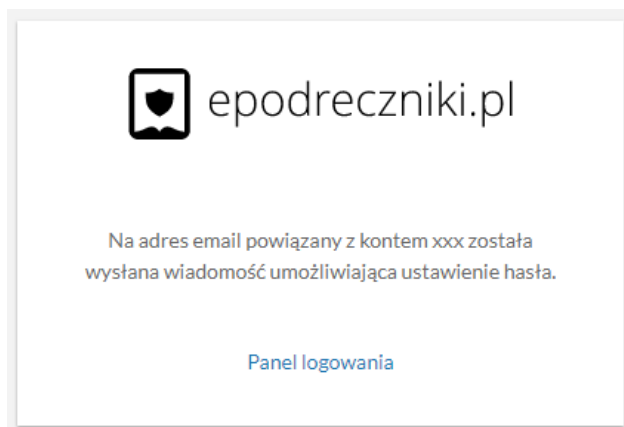 epodreczniki.pl
Na adres email powiązany z kontem xxx została
wysłana wiadomość umożliwiająca ustawienie hasła.
Panel logowania